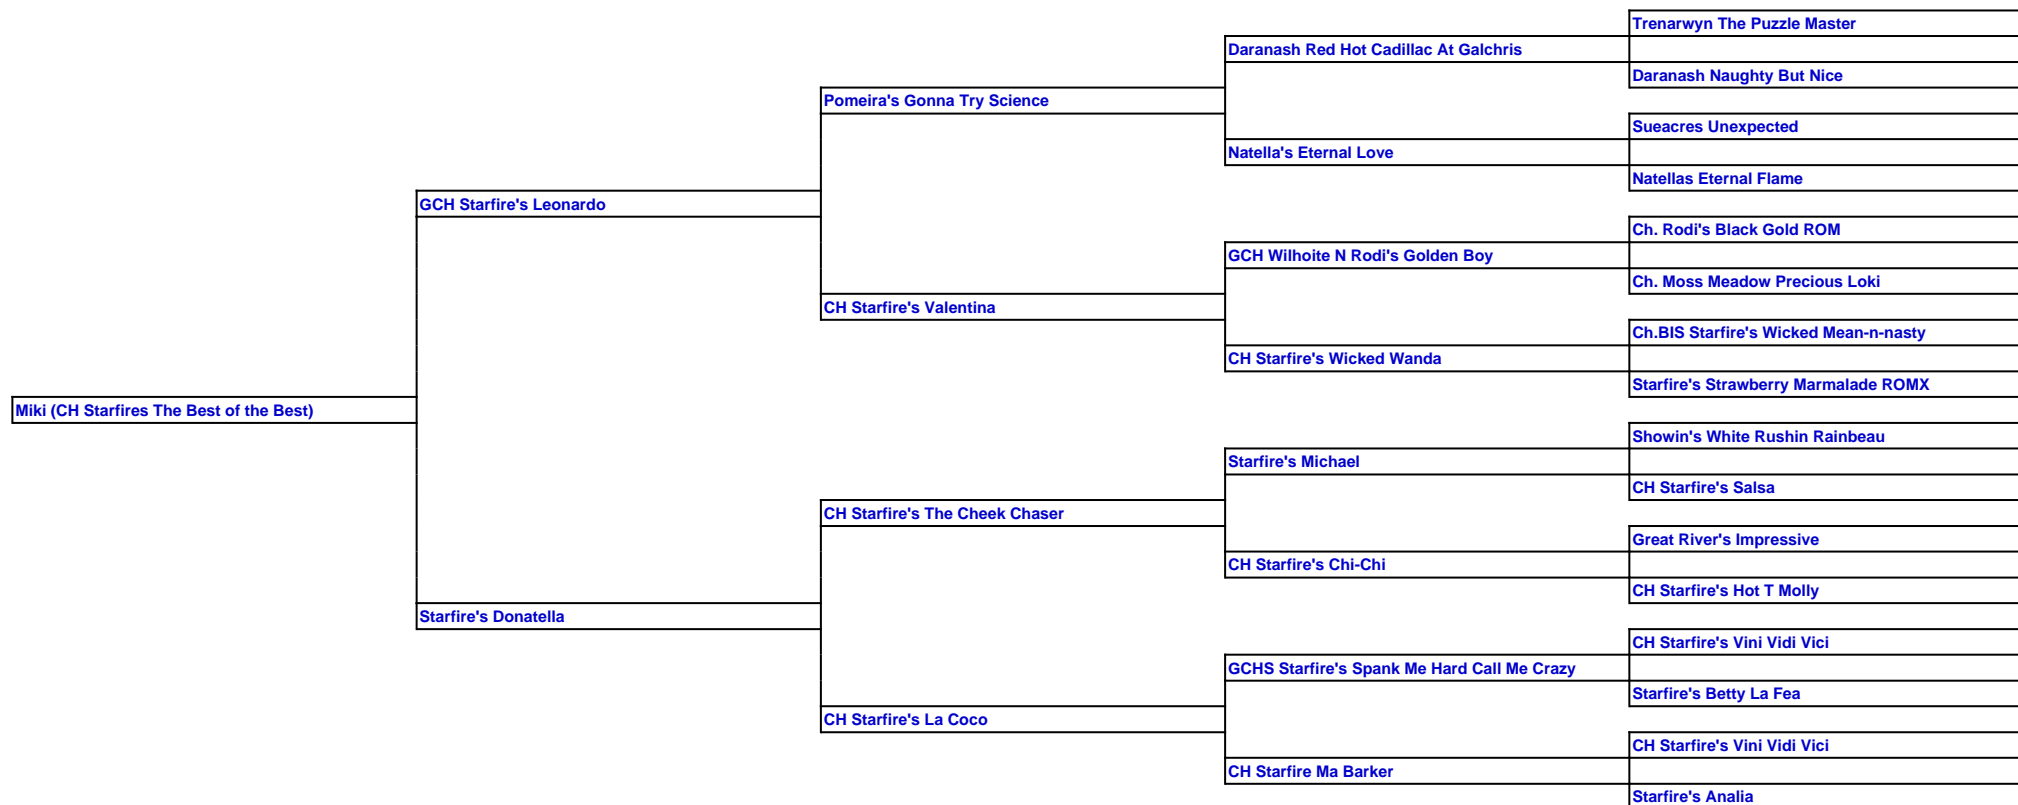 Trenarwyn The Puzzle Master
Daranash Red Hot Cadillac At Galchris
Daranash Naughty But Nice
Pomeira's Gonna Try Science
Sueacres Unexpected
Natella's Eternal Love
Natellas Eternal Flame
GCH Starfire's Leonardo
Ch. Rodi's Black Gold ROM
GCH Wilhoite N Rodi's Golden Boy
Ch. Moss Meadow Precious Loki
CH Starfire's Valentina
Ch.BIS Starfire's Wicked Mean-n-nasty
CH Starfire's Wicked Wanda
Starfire's Strawberry Marmalade ROMX
Miki (CH Starfires The Best of the Best)
Showin's White Rushin Rainbeau
Starfire's Michael
CH Starfire's Salsa
CH Starfire's The Cheek Chaser
Great River's Impressive
CH Starfire's Chi-Chi
CH Starfire's Hot T Molly
Starfire's Donatella
CH Starfire's Vini Vidi Vici
GCHS Starfire's Spank Me Hard Call Me Crazy
Starfire's Betty La Fea
CH Starfire's La Coco
CH Starfire's Vini Vidi Vici
CH Starfire Ma Barker
Starfire's Analia